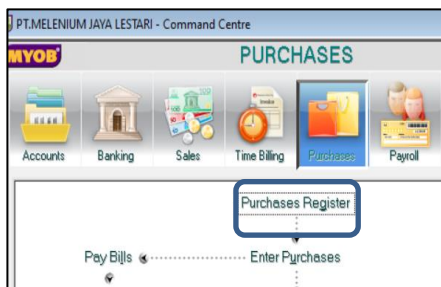 PT.MELENIUM JAYA LESTARI - Command Centre
MYOB PURCHASES
Accounts Banking Sales Time Billing Purchases Payroll
Purchases Register
Pay Bills Enter Purchases